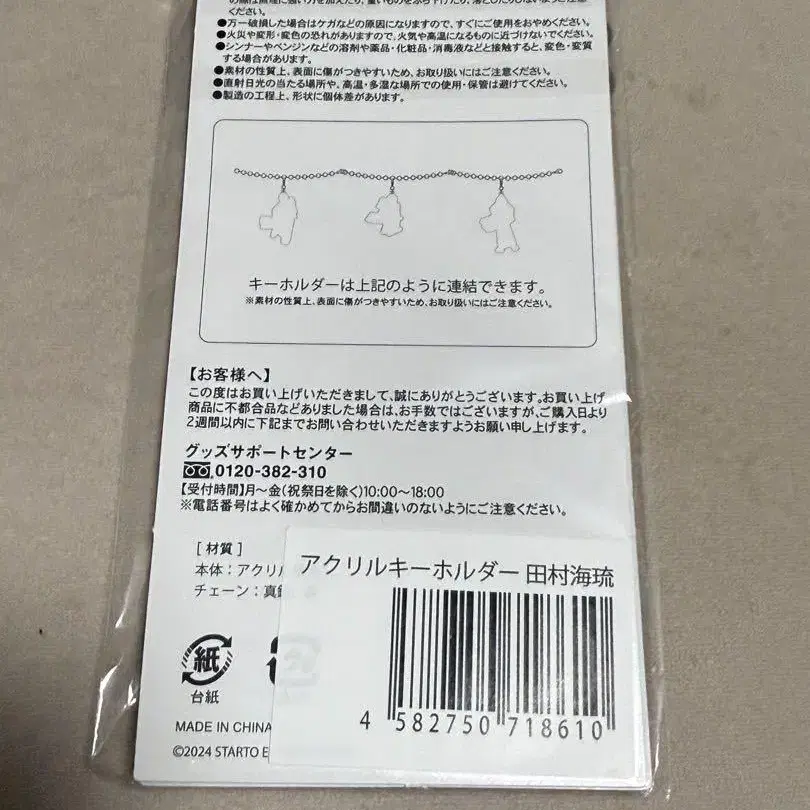 ください。
●万一破損した場合はケガなどの原因になりますので、すぐにご使用をおやめください。
●火災や変形・変色の恐れがありますので、火気や高温になるものに近づけないでください。
●シンナーやベンジンなどの溶剤や薬品・化粧品・消毒液などと接触すると、変色・変質
する場合があります。
●素材の性質上、表面に傷がつきやすいため、お取り扱いにはご注意ください。
●直射日光の当たる場所や、高温・多湿な場所での使用・保管は避けてください。
●製造の工程上、形状に個体差があります。
キーホルダーは上記のように連結できます。
※素材の性質上、表面に傷がつきやすいため、お取り扱いにはご注意ください。
【お客様へ】
この度はお買い上げいただきまして、誠にありがとうございます。お買い上げ
商品に不都合品などありました場合は、お手数ではございますが、ご購入日より
2週間以内に下記までお問い合わせいただきますようお願い申し上げます。
グッズサポートセンター
0120-382-310
【受付時間】月～金(祝祭日を除く)10:00～18:00
※電話番号はよく確かめてからお間違いのないようにご注意ください。
[材質]
本体：アクリル
チェーン：真鍮
アクリルキーホルダー 田村海琉
4 582750 718610
紙
台紙
MADE IN CHINA
©2024 STARTO E